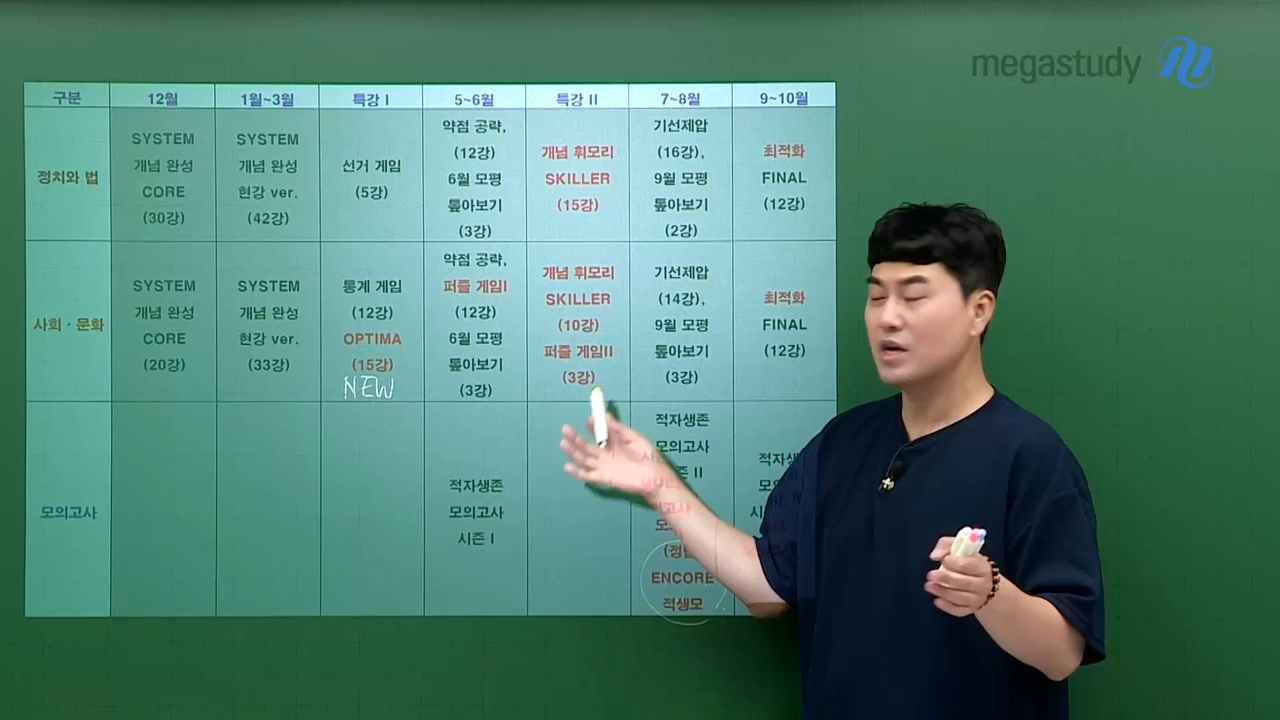 megastudy
구분
12월
1월~3월
특강 I
5~6월
특강 II
7~8월
9~10월
정치와 법
SYSTEM
개념 완성
CORE
(30강)
SYSTEM
개념 완성
현강 ver.
(42강)
선거 게임
(5강)
약점 공략,
(12강)
6월 모평
톺아보기
(3강)
개념 휘모리
SKILLER
(15강)
기선제압
(16강),
9월 모평
톺아보기
(2강)
최적화
FINAL
(12강)
사회·문화
SYSTEM
개념 완성
CORE
(20강)
SYSTEM
개념 완성
현강 ver.
(33강)
통계 게임
(12강)
OPTIMA
(15강)
NEW
약점 공략,
퍼즐 게임I
(12강)
6월 모평
톺아보기
(3강)
개념 휘모리
SKILLER
(10강)
퍼즐 게임II
(3강)
기선제압
(14강),
9월 모평
톺아보기
(3강)
최적화
FINAL
(12강)
모의고사
적자생존
모의고사
시즌 I
적자생존
모의고사
II
ENCORE
적생모